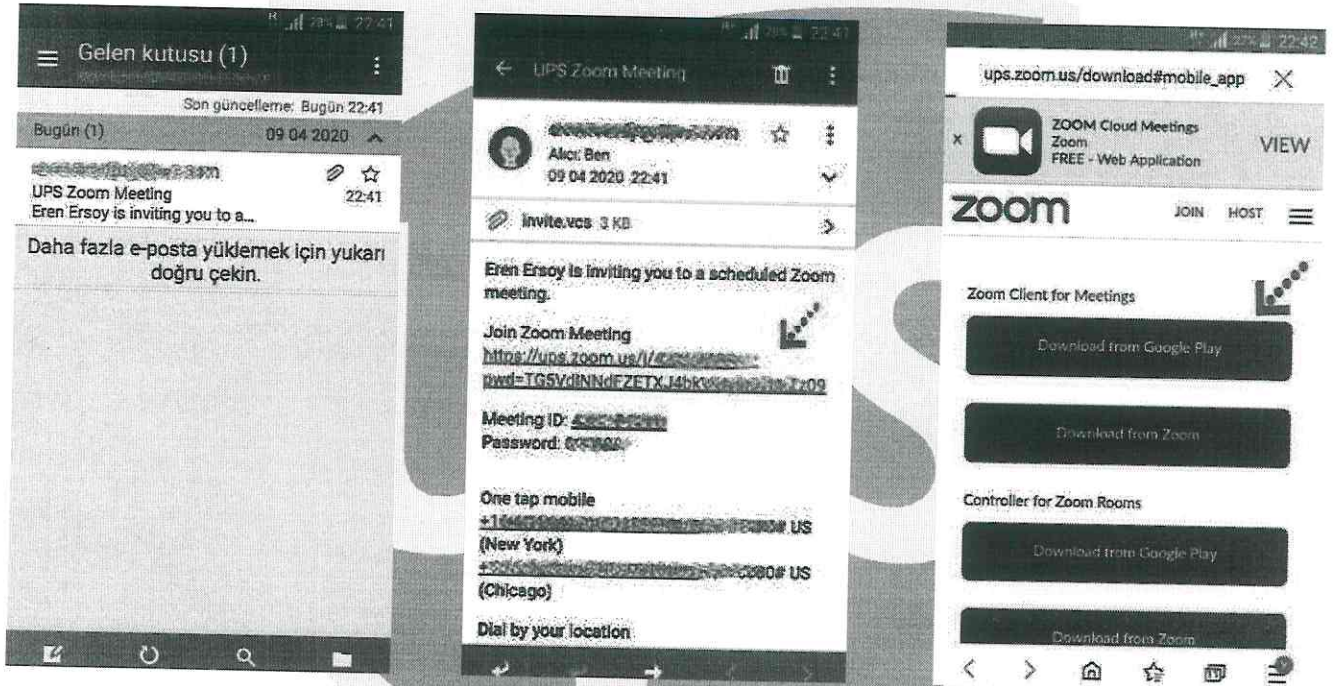 22:41
Gelen kutusu (1)
Son güncelleme: Bugün 22:41
Bugün (1) 09 04 2020
UPS Zoom Meeting 22:41
Eren Ersoy is inviting you to a...
Daha fazla e-posta yüklemek için yukarı
doğru çekin.
22:41
UPS Zoom Meeting
Alıcı: Ben
09 04 2020 22:41
invite.vcs 3 KB
Eren Ersoy is inviting you to a scheduled Zoom
meeting.
Join Zoom Meeting
https://ups.zoom.us/j/
Meeting ID:
Password:
One tap mobile
US
(New York)
US
(Chicago)
Dial by your location
22:42
ups.zoom.us/download#mobile_app
ZOOM Cloud Meetings
Zoom
FREE - Web Application
VIEW
zoom JOIN HOST
Zoom Client for Meetings
Download from Google Play
Download from Zoom
Controller for Zoom Rooms
Download from Google Play
Download from Zoom